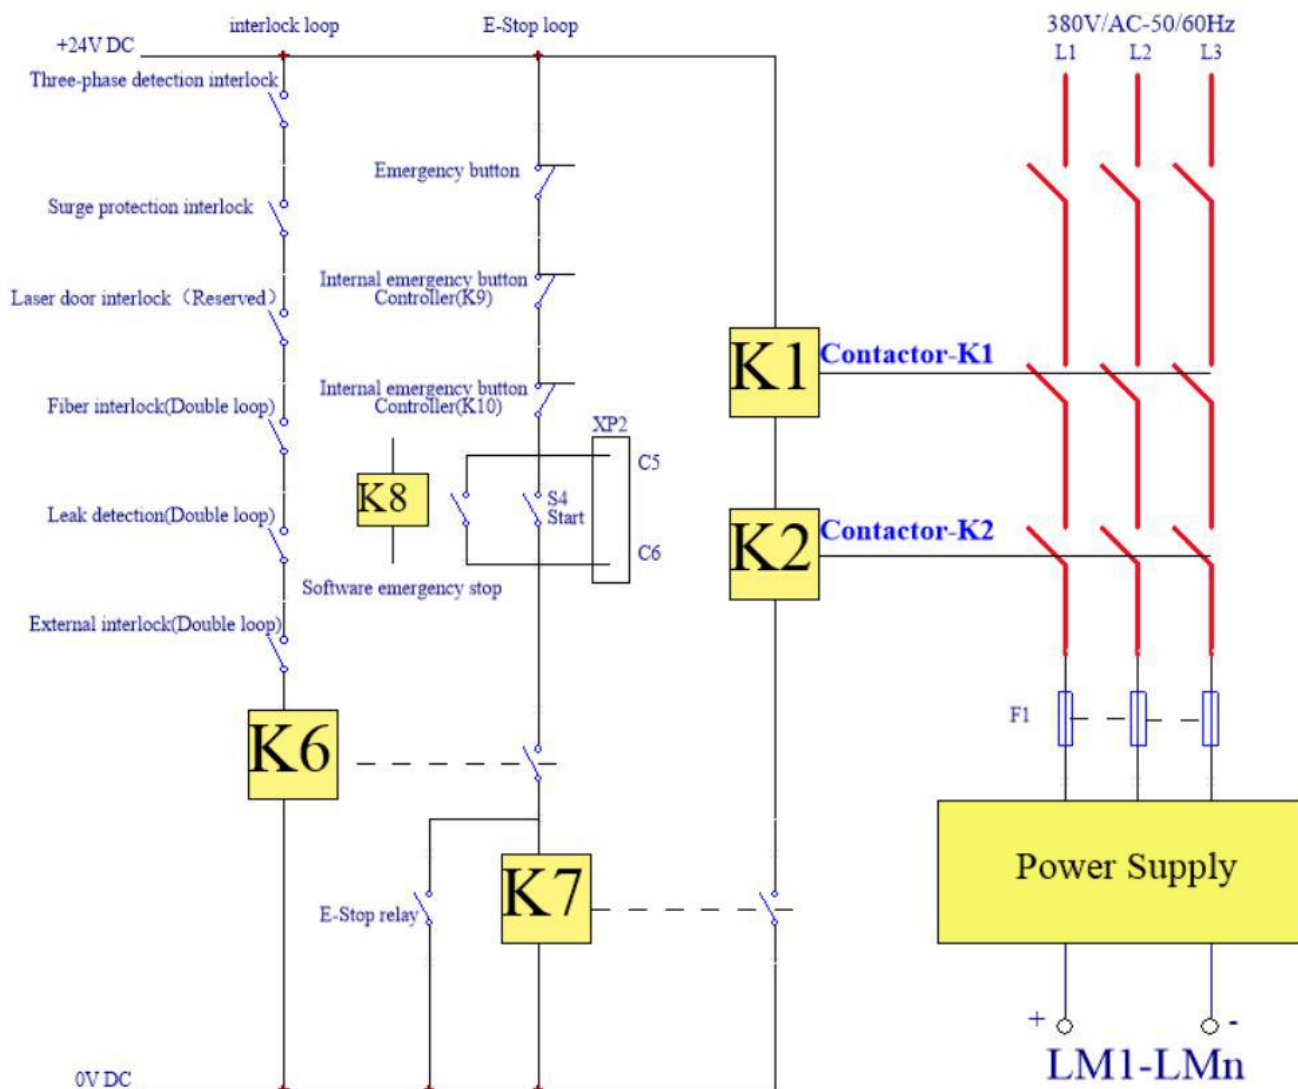 interlock loop
E-Stop loop
380V/AC-50/60Hz
+24V DC
L1
L2
L3
Three-phase detection interlock
Emergency button
Surge protection interlock
Internal emergency button
Controller(K9)
Laser door interlock（Reserved）
K1
Contactor-K1
Internal emergency button
Controller(K10)
Fiber interlock(Double loop)
XP2
C5
K8
S4
Start
Leak detection(Double loop)
K2
Contactor-K2
C6
Software emergency stop
External interlock(Double loop)
F1
K6
Power Supply
K7
E-Stop relay
+
-
LM1-LMn
0V DC